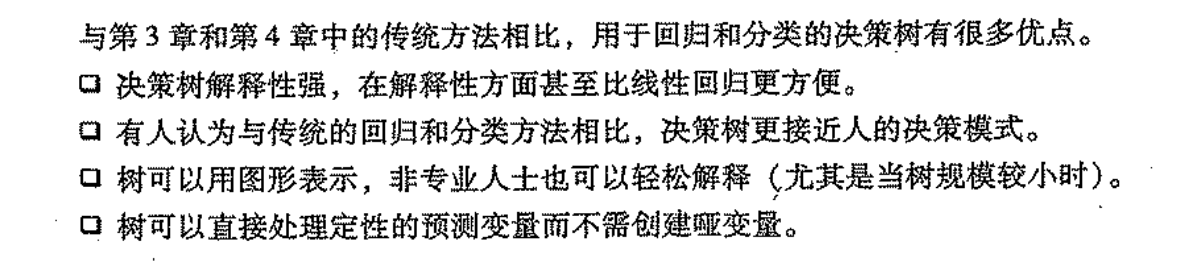 与第 3 章和第 4 章中的传统方法相比，用于回归和分类的决策树有很多优点。
❑ 决策树解释性强，在解释性方面甚至比线性回归更方便。
❑ 有人认为与传统的回归和分类方法相比，决策树更接近人的决策模式。
❑ 树可以用图形表示，非专业人士也可以轻松解释（尤其是当树规模较小时）。
❑ 树可以直接处理定性的预测变量而不需创建哑变量。